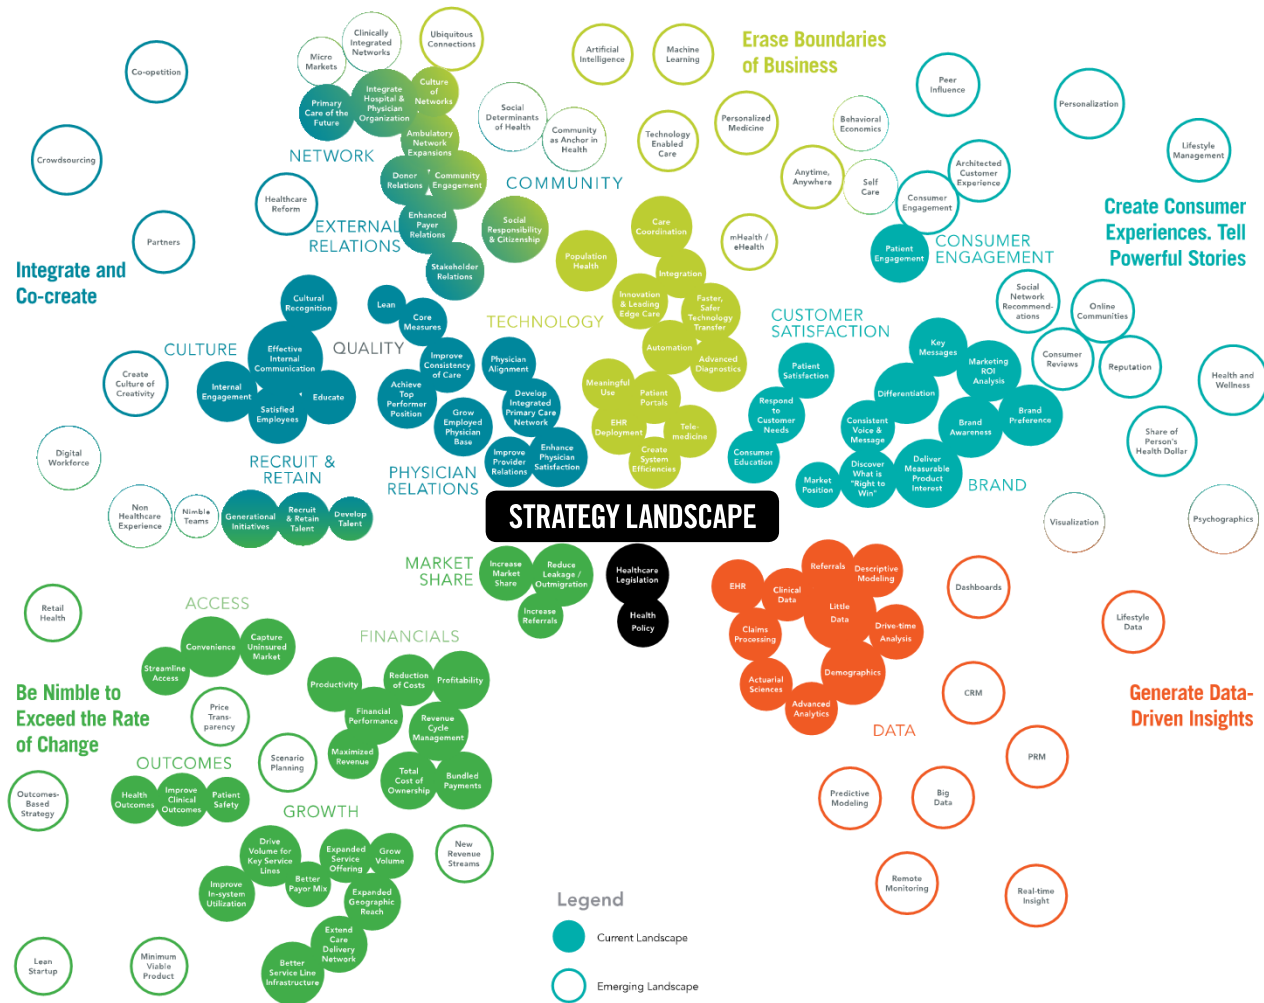 Co-opetition
Crowdsourcing
Partners
Integrate and
Co-create
Micro
Markets
Clinically
Integrated
Networks
Ubiquitous
Connections
Primary
Care of the
Future
Integrate
Hospital &
Physician
Organization
Culture
of
Networks
NETWORK
Ambulatory
Network
Expansions
Healthcare
Reform
Donor
Relations
Community
Engagement
EXTERNAL
RELATIONS
Enhanced
Payer
Relations
Stakeholder
Relations
Social
Determinants
of Health
Community
as Anchor in
Health
COMMUNITY
Social
Responsibility
& Citizenship
Artificial
Intelligence
Machine
Learning
Erase Boundaries
of Business
Technology
Enabled
Care
Personalized
Medicine
Anytime,
Anywhere
mHealth /
eHealth
Care
Coordination
Population
Health
Integration
Innovation
& Leading
Edge Care
Faster,
Safer
Technology
Transfer
TECHNOLOGY
Automation
Advanced
Diagnostics
Meaningful
Use
Patient
Portals
EHR
Deployment
Tele-
medicine
Create
System
Efficiencies
Peer
Influence
Personalization
Behavioral
Economics
Lifestyle
Management
Self
Care
Architected
Customer
Experience
Consumer
Engagement
Patient
Engagement
CONSUMER
ENGAGEMENT
Create Consumer
Experiences. Tell
Powerful Stories
Social
Network
Recommend-
ations
Online
Communities
Consumer
Reviews
Reputation
Health and
Wellness
Share of
Person's
Health Dollar
Visualization
Psychographics
CUSTOMER
SATISFACTION
Patient
Satisfaction
Respond
to
Customer
Needs
Consumer
Education
Key
Messages
Marketing
ROI
Analysis
Differentiation
Brand
Preference
Consistent
Voice &
Message
Brand
Awareness
Market
Position
Discover
What is
"Right to
Win"
Deliver
Measurable
Product
Interest
BRAND
Cultural
Recognition
CULTURE
Effective
Internal
Communication
Internal
Engagement
Satisfied
Employees
Educate
Create
Culture of
Creativity
Lean
Core
Measures
QUALITY
Improve
Consistency
of Care
Achieve
Top
Performer
Position
Physician
Alignment
Develop
Integrated
Primary Care
Network
Grow
Employed
Physician
Base
Improve
Provider
Relations
Enhance
Physician
Satisfaction
PHYSICIAN
RELATIONS
Digital
Workforce
RECRUIT &
RETAIN
Non
Healthcare
Experience
Nimble
Teams
Generational
Initiatives
Recruit
& Retain
Talent
Develop
Talent
STRATEGY LANDSCAPE
MARKET
SHARE
Increase
Market
Share
Reduce
Leakage /
Outmigration
Increase
Referrals
Healthcare
Legislation
Health
Policy
Retail
Health
ACCESS
Convenience
Capture
Uninsured
Market
Streamline
Access
Price
Trans-
parency
Be Nimble to
Exceed the Rate
of Change
FINANCIALS
Productivity
Reduction
of Costs
Profitability
Financial
Performance
Revenue
Cycle
Management
Maximized
Revenue
Total
Cost of
Ownership
Bundled
Payments
Scenario
Planning
OUTCOMES
Outcomes-
Based
Strategy
Health
Outcomes
Improve
Clinical
Outcomes
Patient
Safety
GROWTH
Drive
Volume for
Key Service
Lines
Expanded
Service
Offering
Grow
Volume
Better
Payor Mix
Improve
In-system
Utilization
Expanded
Geographic
Reach
Extend
Care
Delivery
Network
Better
Service Line
Infrastructure
New
Revenue
Streams
Lean
Startup
Minimum
Viable
Product
EHR
Clinical
Data
Referrals
Descriptive
Modeling
Little
Data
Claims
Processing
Drive-time
Analysis
Actuarial
Sciences
Demographics
Advanced
Analytics
DATA
Dashboards
Lifestyle
Data
CRM
Generate Data-
Driven Insights
PRM
Predictive
Modeling
Big
Data
Remote
Monitoring
Real-time
Insight
Legend
Current Landscape
Emerging Landscape